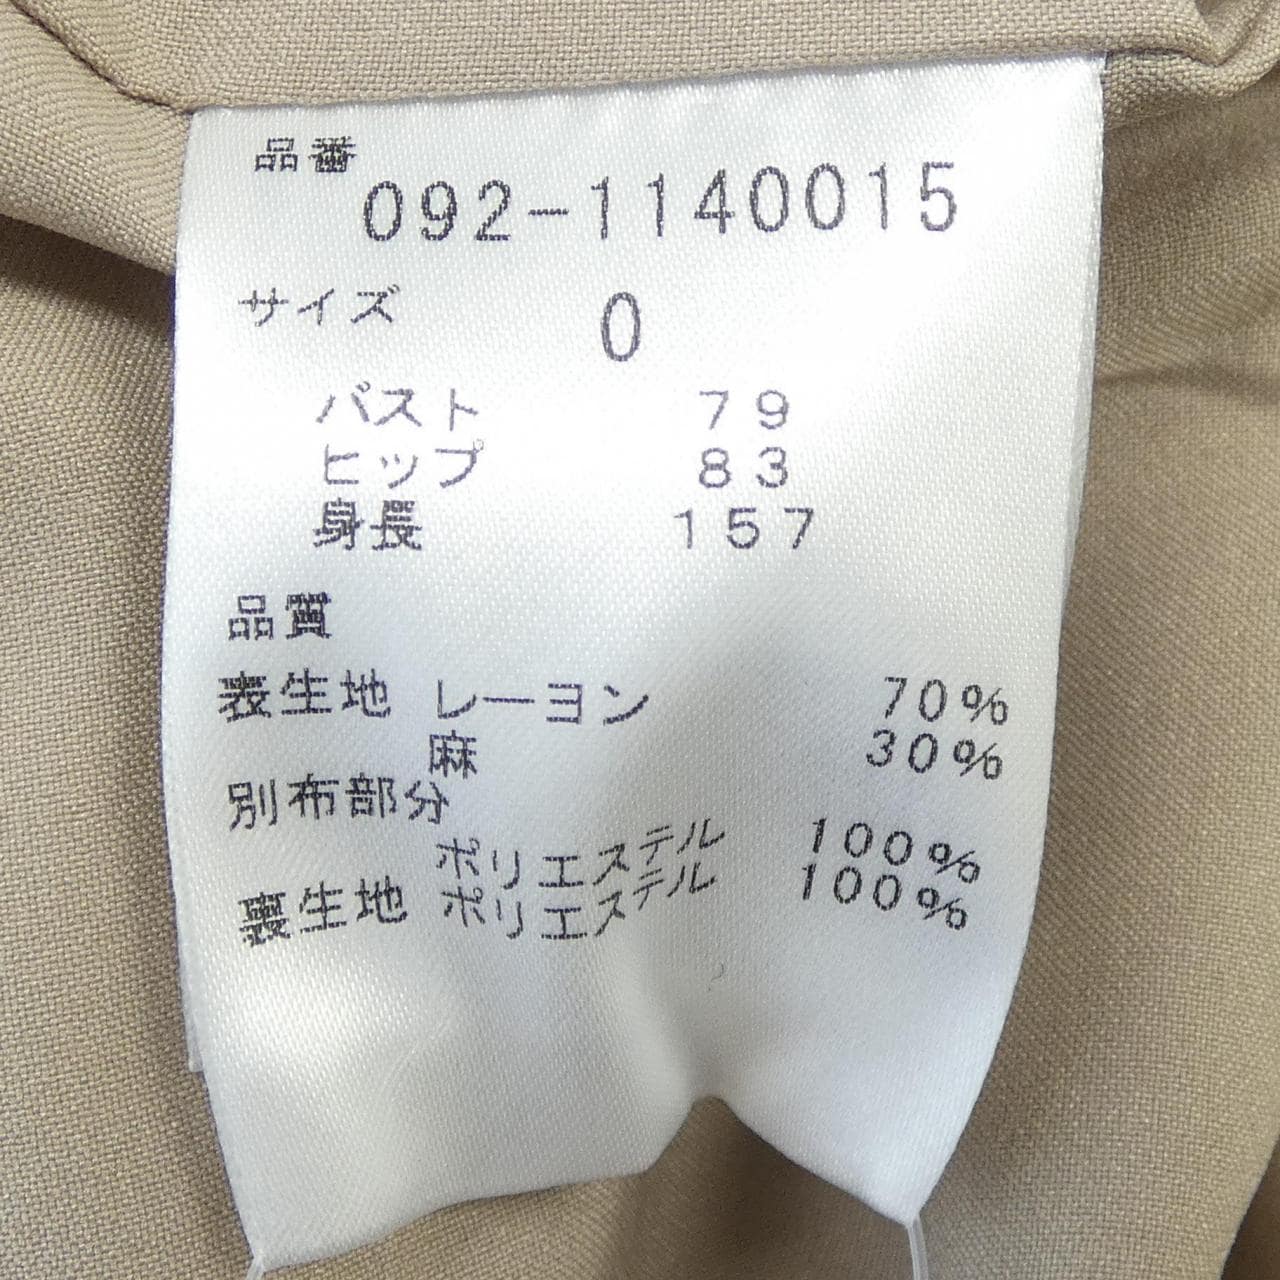 品番
092-1140015
サイズ 0
バスト 79
ヒップ 83
身長 157
品質
表生地 レーヨン 70%
麻 30%
別布部分
ポリエステル 100%
裏生地 ポリエステル 100%